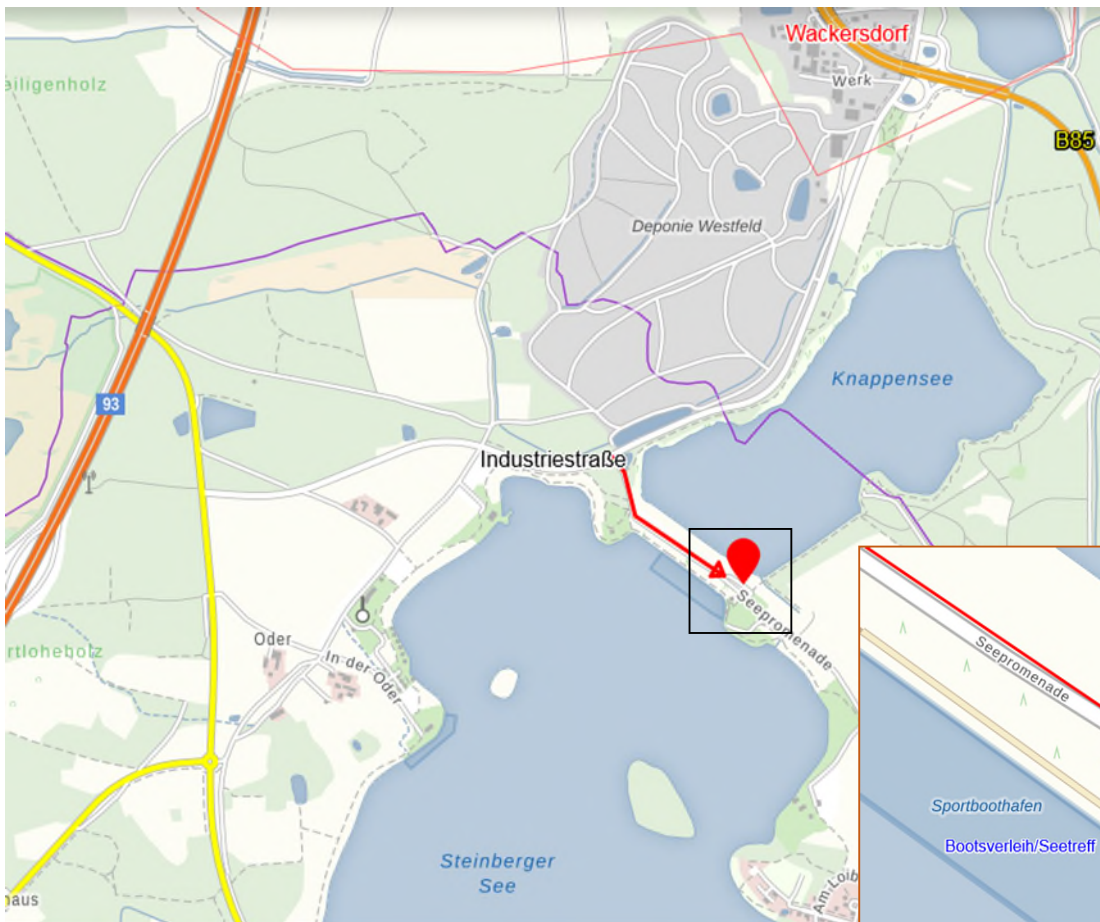 Wackersdorf
eiligenholz
Werk
B85
Deponie Westfeld
Knappensee
93
Industriestraße
Seepromenade
Oder
In der Oder
rtloheholz
Seepromenade
Sportboothafen
Bootsverleih/Seetreff
Steinberger
See
Am-Loib
haus